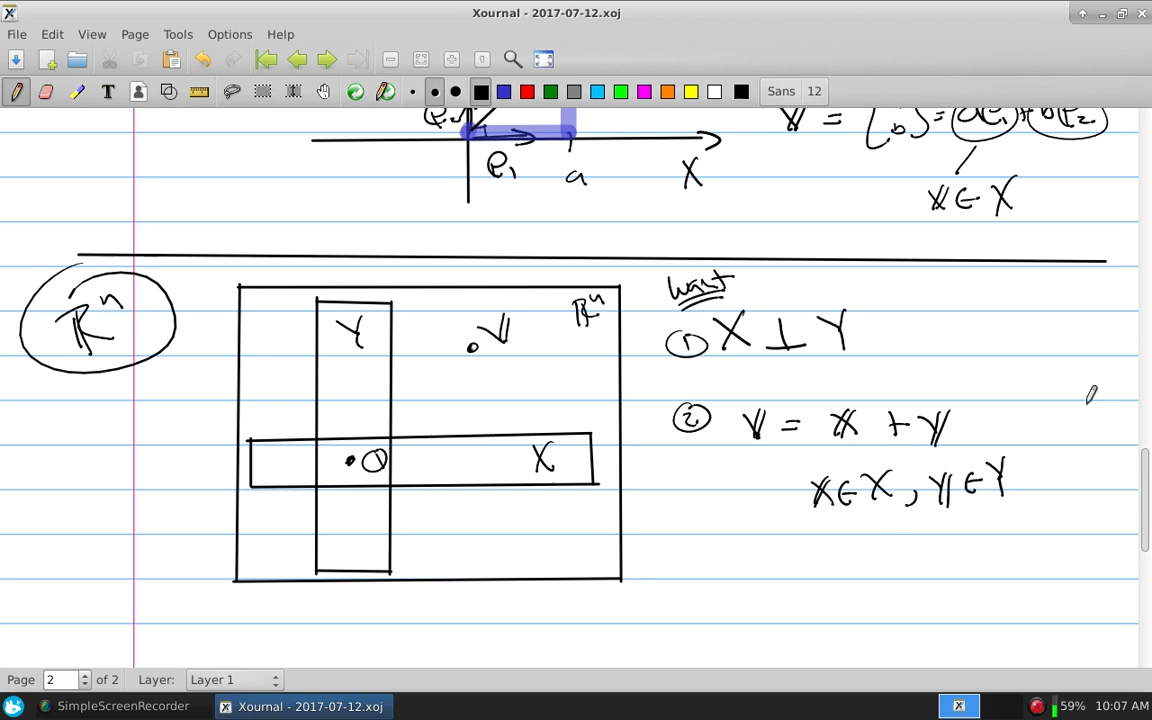 Xournal - 2017-07-12.xoj
File Edit View Page Tools Options Help
Sans 12
e₂
V = [b] = ae₁ + be₂
e₁ a X
x ∈ X
ℝⁿ
Y V ℝⁿ
0 X
want
① X ⊥ Y
② V = x + y
x ∈ X, y ∈ Y
Page 2 of 2 Layer: Layer 1
SimpleScreenRecorder Xournal - 2017-07-12.xoj 59% 10:07 AM